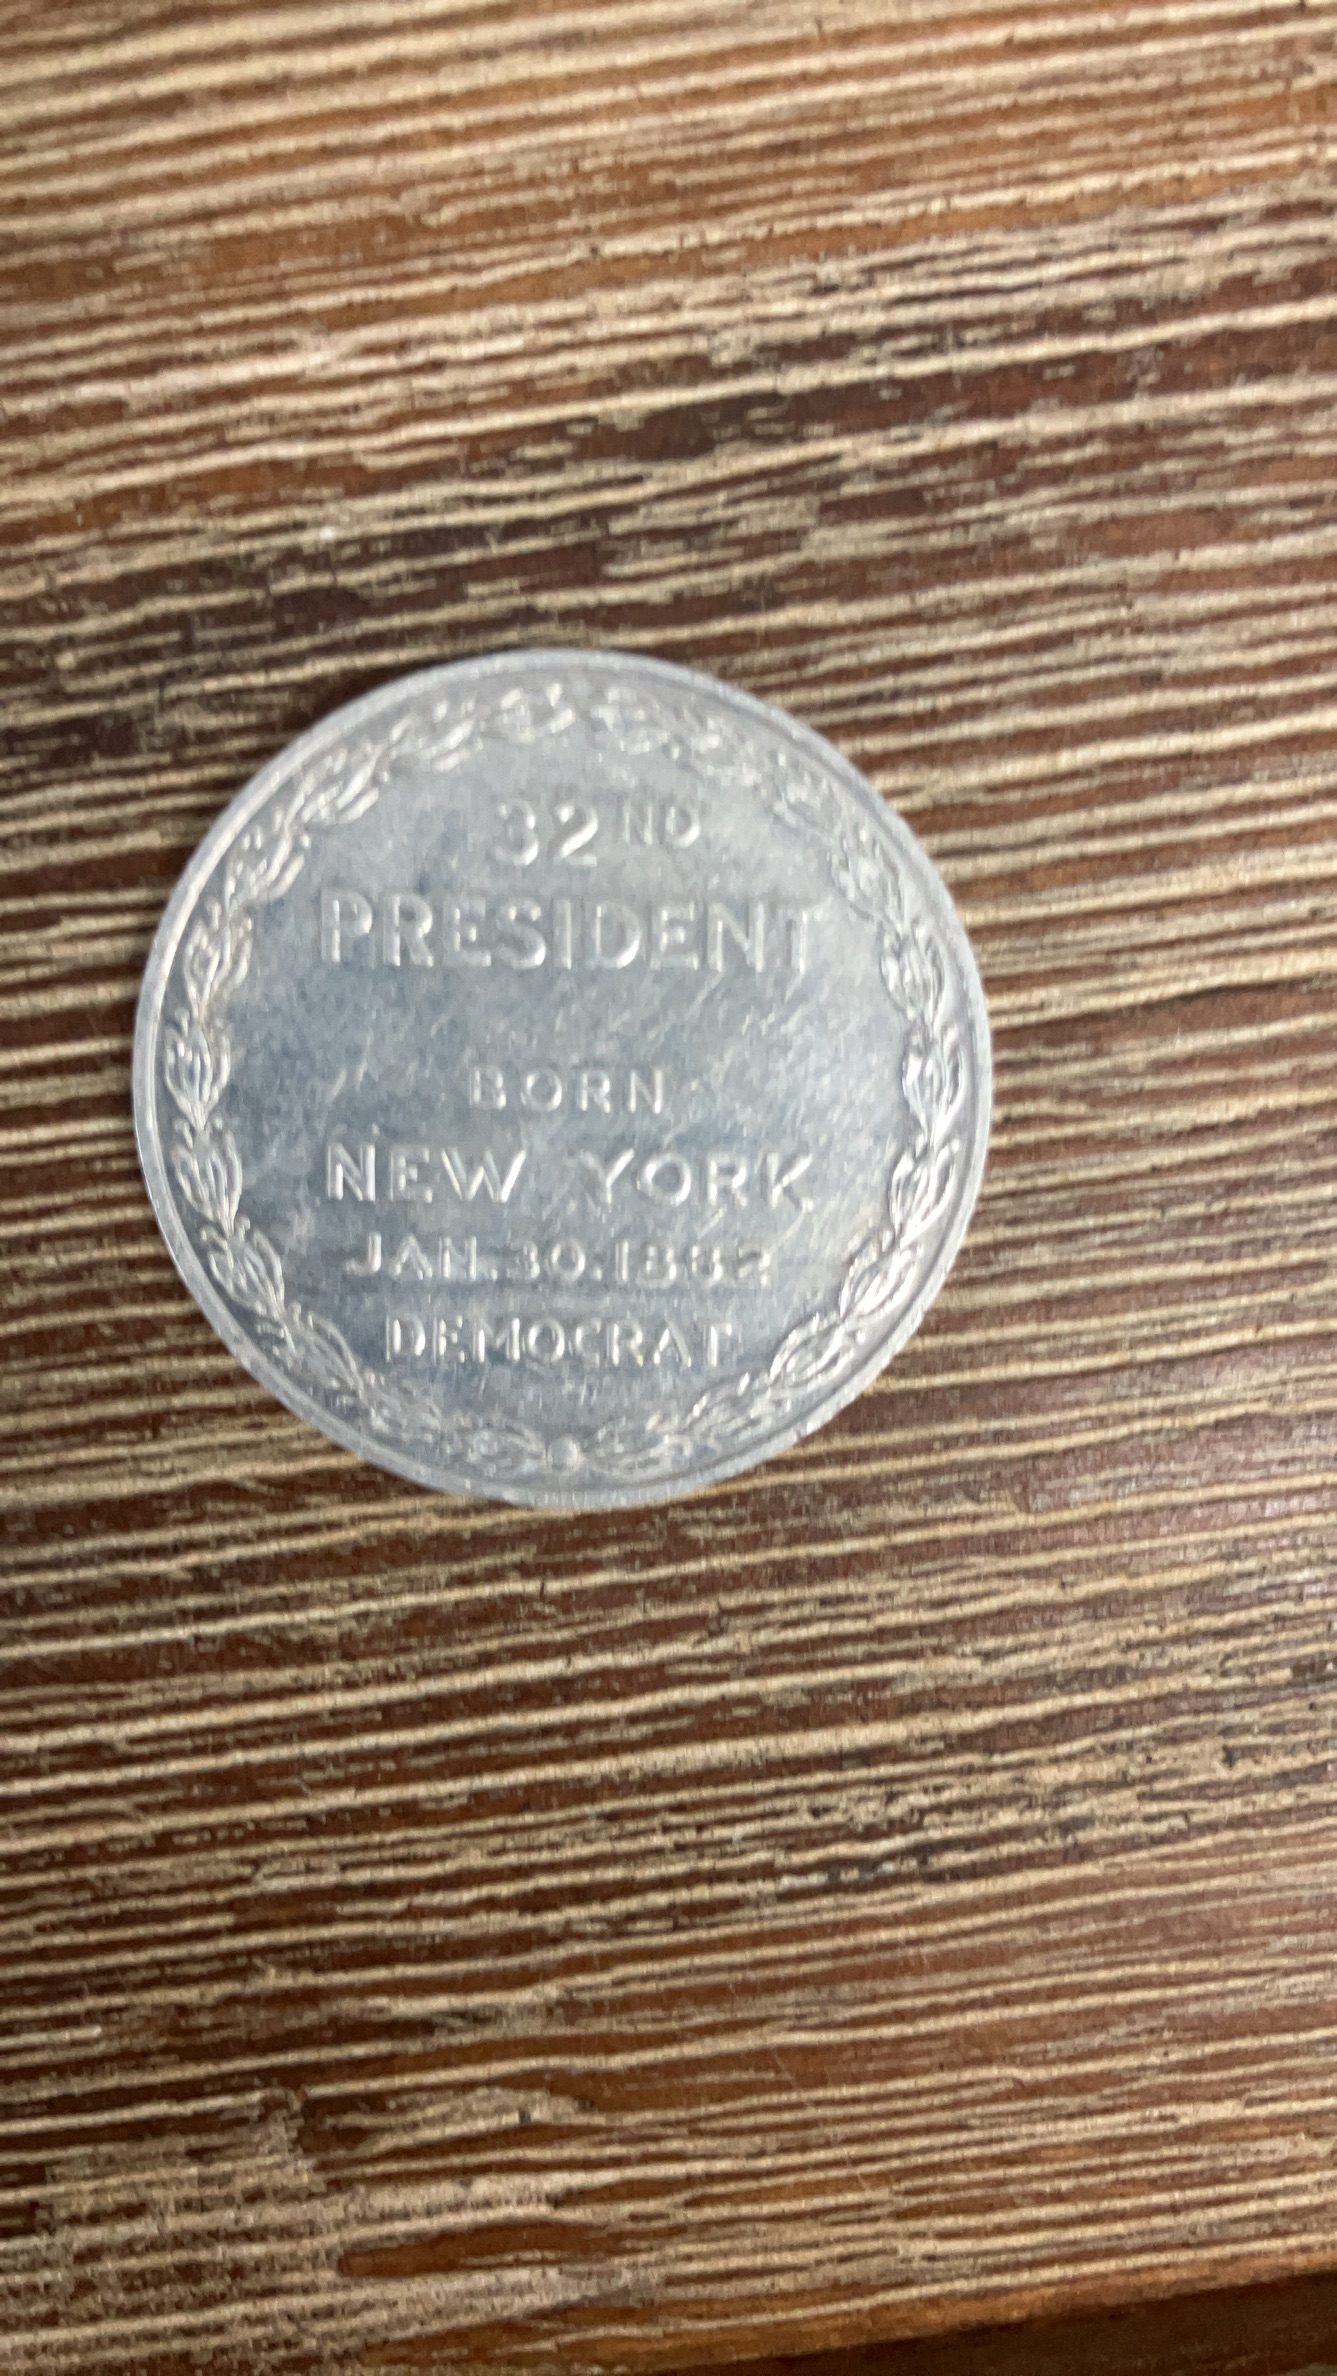 32ND
PRESIDENT
BORN
NEW YORK
JAN.30.1882
DEMOCRAT